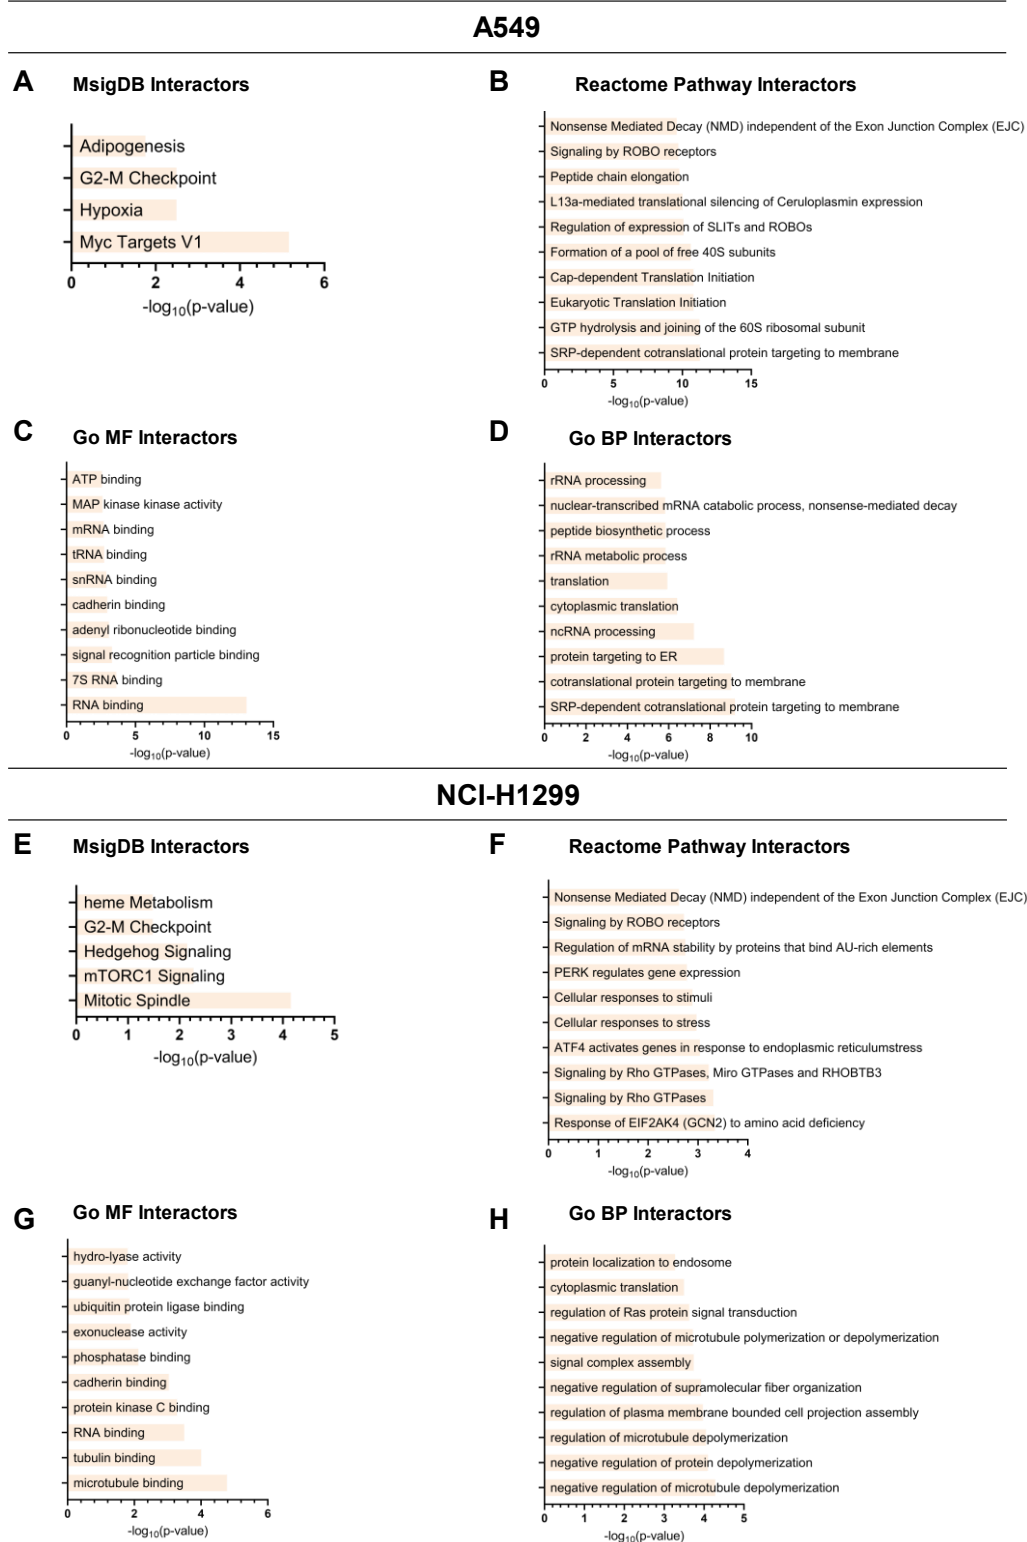 A549
A MsigDB Interactors
Adipogenesis
G2-M Checkpoint
Hypoxia
Myc Targets V1
0 2 4 6
-log10(p-value)
B Reactome Pathway Interactors
Nonsense Mediated Decay (NMD) independent of the Exon Junction Complex (EJC)
Signaling by ROBO receptors
Peptide chain elongation
L13a-mediated translational silencing of Ceruloplasmin expression
Regulation of expression of SLITs and ROBOs
Formation of a pool of free 40S subunits
Cap-dependent Translation Initiation
Eukaryotic Translation Initiation
GTP hydrolysis and joining of the 60S ribosomal subunit
SRP-dependent cotranslational protein targeting to membrane
0 5 10 15
-log10(p-value)
C Go MF Interactors
ATP binding
MAP kinase kinase activity
mRNA binding
tRNA binding
snRNA binding
cadherin binding
adenyl ribonucleotide binding
signal recognition particle binding
7S RNA binding
RNA binding
0 5 10 15
-log10(p-value)
D Go BP Interactors
rRNA processing
nuclear-transcribed mRNA catabolic process, nonsense-mediated decay
peptide biosynthetic process
rRNA metabolic process
translation
cytoplasmic translation
ncRNA processing
protein targeting to ER
cotranslational protein targeting to membrane
SRP-dependent cotranslational protein targeting to membrane
0 2 4 6 8 10
-log10(p-value)
NCI-H1299
E MsigDB Interactors
heme Metabolism
G2-M Checkpoint
Hedgehog Signaling
mTORC1 Signaling
Mitotic Spindle
0 1 2 3 4 5
-log10(p-value)
F Reactome Pathway Interactors
Nonsense Mediated Decay (NMD) independent of the Exon Junction Complex (EJC)
Signaling by ROBO receptors
Regulation of mRNA stability by proteins that bind AU-rich elements
PERK regulates gene expression
Cellular responses to stimuli
Cellular responses to stress
ATF4 activates genes in response to endoplasmic reticulumstress
Signaling by Rho GTPases, Miro GTPases and RHOBTB3
Signaling by Rho GTPases
Response of EIF2AK4 (GCN2) to amino acid deficiency
0 1 2 3 4
-log10(p-value)
G Go MF Interactors
hydro-lyase activity
guanyl-nucleotide exchange factor activity
ubiquitin protein ligase binding
exonuclease activity
phosphatase binding
cadherin binding
protein kinase C binding
RNA binding
tubulin binding
microtubule binding
0 2 4 6
-log10(p-value)
H Go BP Interactors
protein localization to endosome
cytoplasmic translation
regulation of Ras protein signal transduction
negative regulation of microtubule polymerization or depolymerization
signal complex assembly
negative regulation of supramolecular fiber organization
regulation of plasma membrane bounded cell projection assembly
regulation of microtubule depolymerization
negative regulation of protein depolymerization
negative regulation of microtubule depolymerization
0 1 2 3 4 5
-log10(p-value)